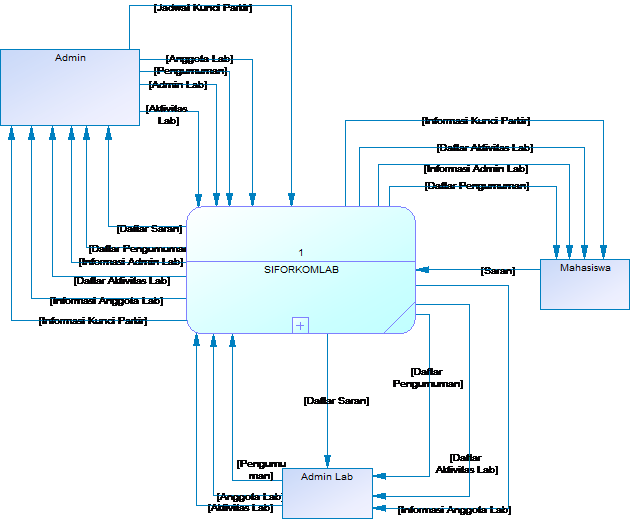 [Jadwal Kunci Parkir]
Admin
[Anggota Lab]
[Pengumuman]
[Admin Lab]
[Aktivitas
Lab]
[Informasi Kunci Parkir]
[Daftar Aktivitas Lab]
[Informasi Admin Lab]
[Daftar Pengumuman]
[Daftar Saran]
[Daftar Pengumuman
[Informasi Admin Lab]
[Daftar Aktivitas Lab]
[Informasi Anggota Lab]
[Informasi Kunci Parkir]
1
SIFORKOMLAB
[Saran]
Mahasiswa
[Daftar
Pengumuman]
[Daftar Saran]
[Daftar
Aktivitas Lab]
[Pengumu
man]
Admin Lab
[Anggota Lab]
[Aktivitas Lab]
[Informasi Anggota Lab]